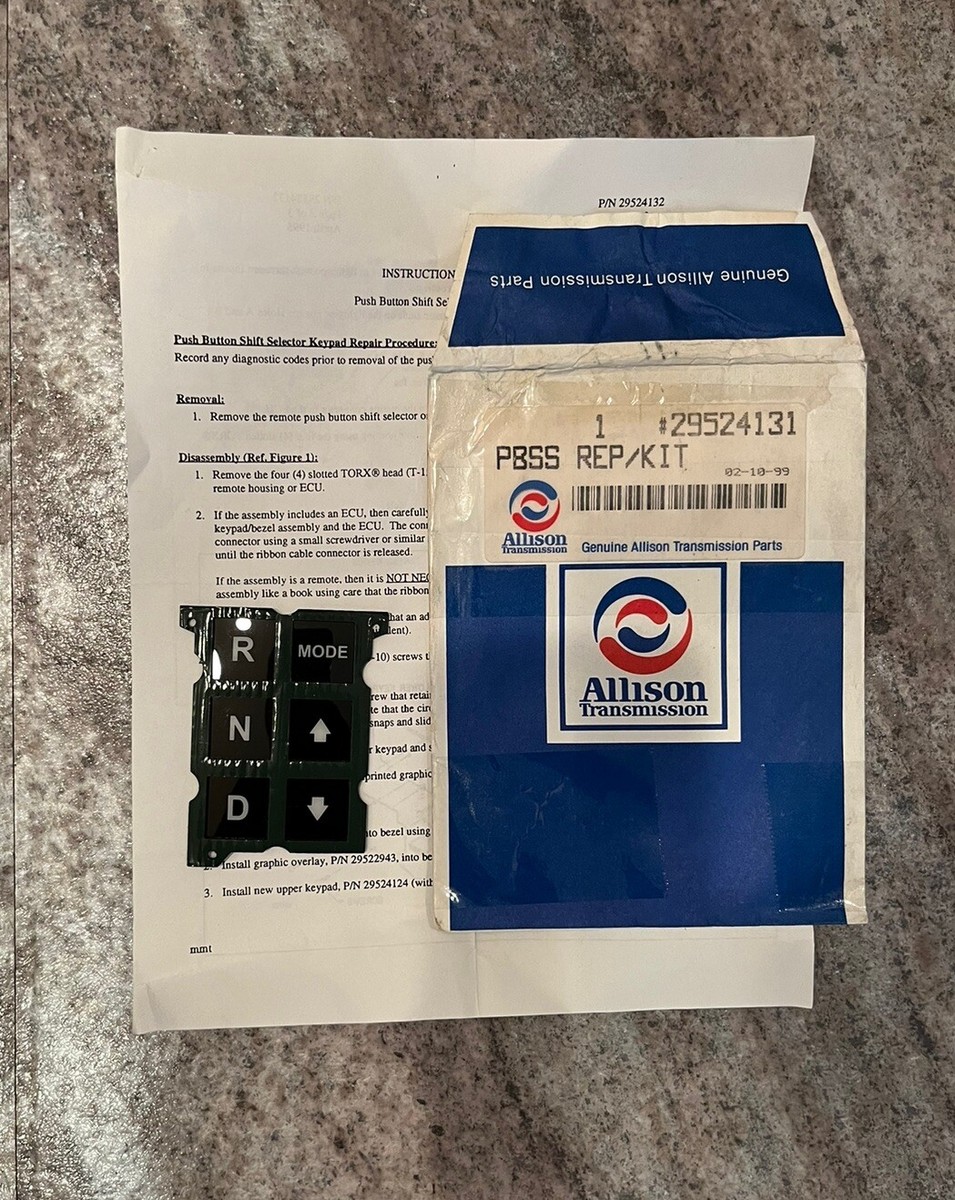 P/N 29524132
INSTRUCTION
Push Button Shift Se
Push Button Shift Selector Keypad Repair Procedure:
Record any diagnostic codes prior to removal of the pus
Removal:
1. Remove the remote push button shift selector o
Disassembly (Ref. Figure 1):
1. Remove the four (4) slotted TORX® head (T-1
remote housing or ECU.
2. If the assembly includes an ECU, then carefully
keypad/bezel assembly and the ECU. The con
connector using a small screwdriver or similar
until the ribbon cable connector is released.
If the assembly is a remote, then it is NOT NEC
assembly like a book using care that the ribbon
hat an ad
lent).
-10) screws t
rew that retai
te that the circ
snaps and slid
r keypad and s
printed graphic
nto bezel using
2. Install graphic overlay, P/N 29522943, into be
3. Install new upper keypad, P/N 29524124 (with
mmt
R
MODE
N
D
Genuine Allison Transmission Parts
1 #29524131
PBSS REP/KIT
02-10-99
Allison
Transmission
Genuine Allison Transmission Parts
Allison
Transmission